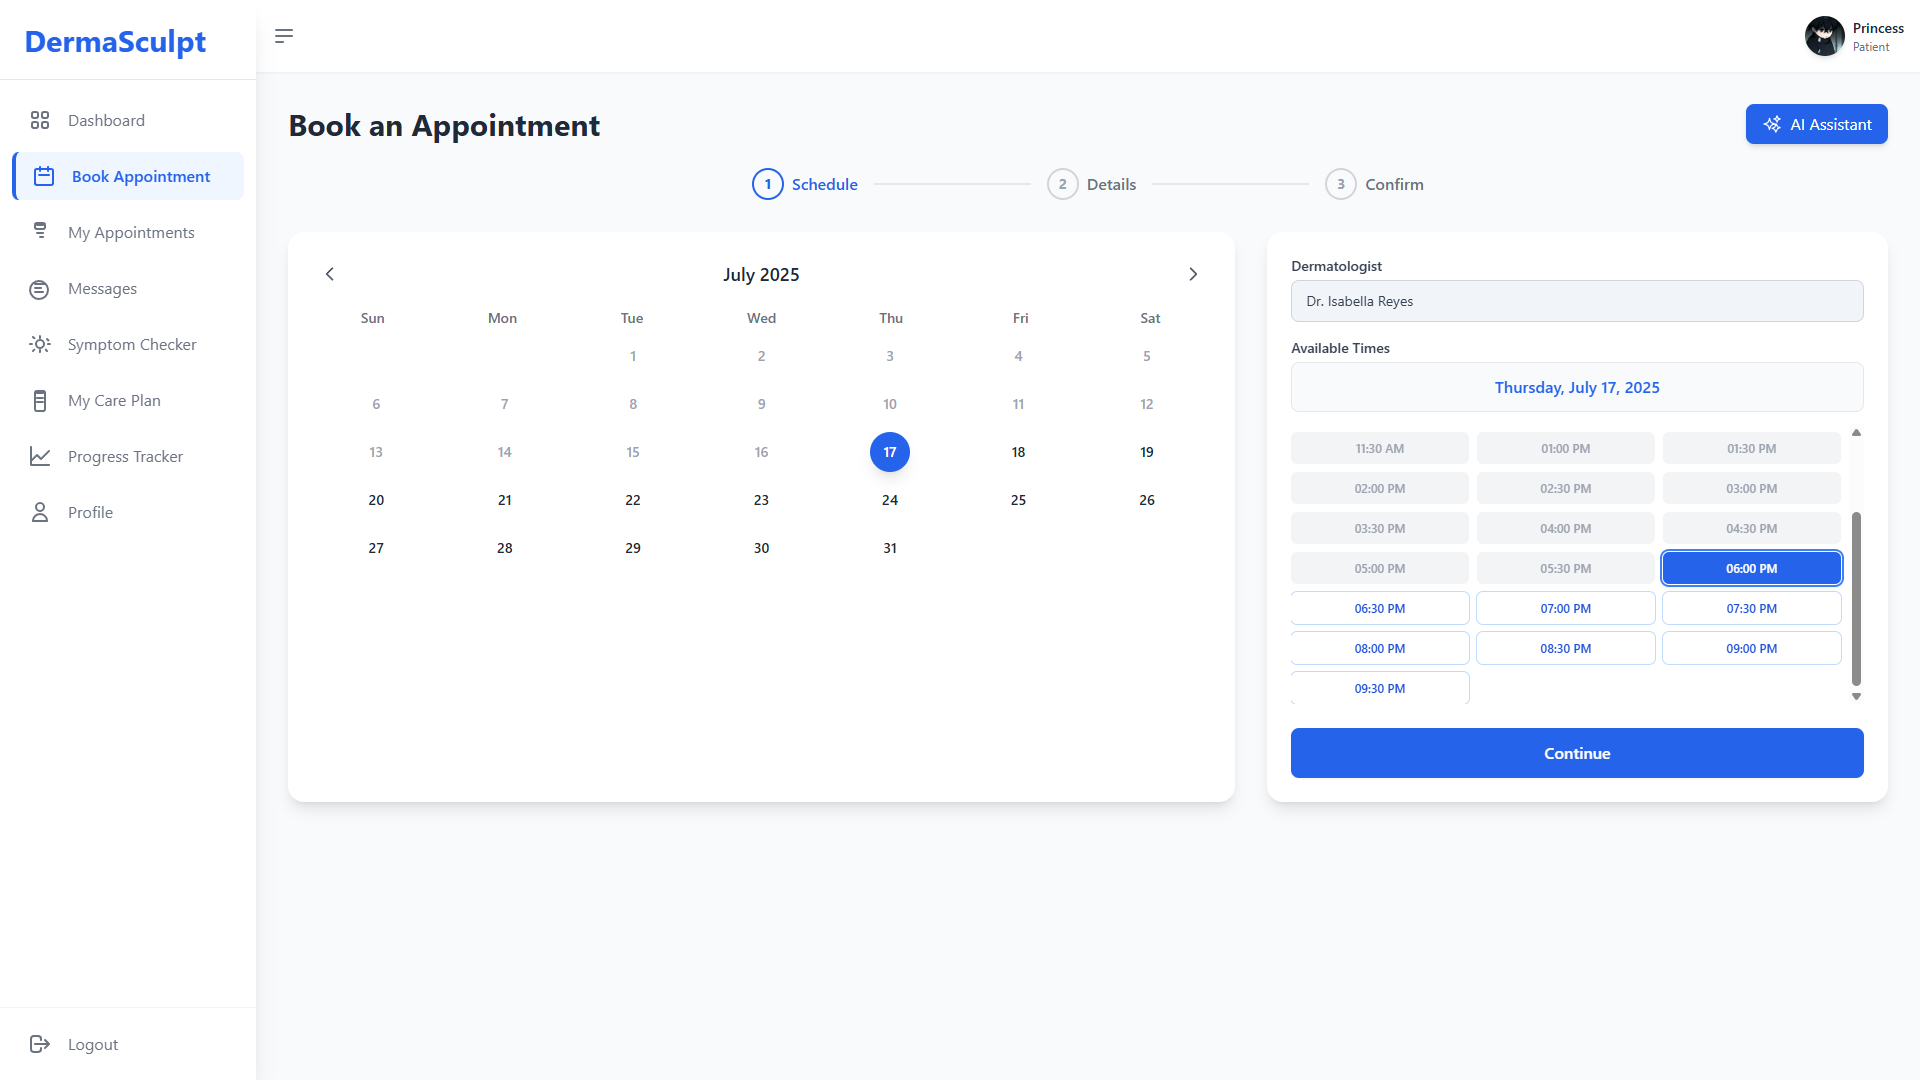 DermaSculpt
Dashboard
Book Appointment
My Appointments
Messages
Symptom Checker
My Care Plan
Progress Tracker
Profile
Logout
Princess
Patient
Book an Appointment
AI Assistant
1 Schedule 2 Details 3 Confirm
July 2025
Sun Mon Tue Wed Thu Fri Sat
1 2 3 4 5
6 7 8 9 10 11 12
13 14 15 16 17 18 19
20 21 22 23 24 25 26
27 28 29 30 31
Dermatologist
Dr. Isabella Reyes
Available Times
Thursday, July 17, 2025
11:30 AM 01:00 PM 01:30 PM
02:00 PM 02:30 PM 03:00 PM
03:30 PM 04:00 PM 04:30 PM
05:00 PM 05:30 PM 06:00 PM
06:30 PM 07:00 PM 07:30 PM
08:00 PM 08:30 PM 09:00 PM
09:30 PM
Continue